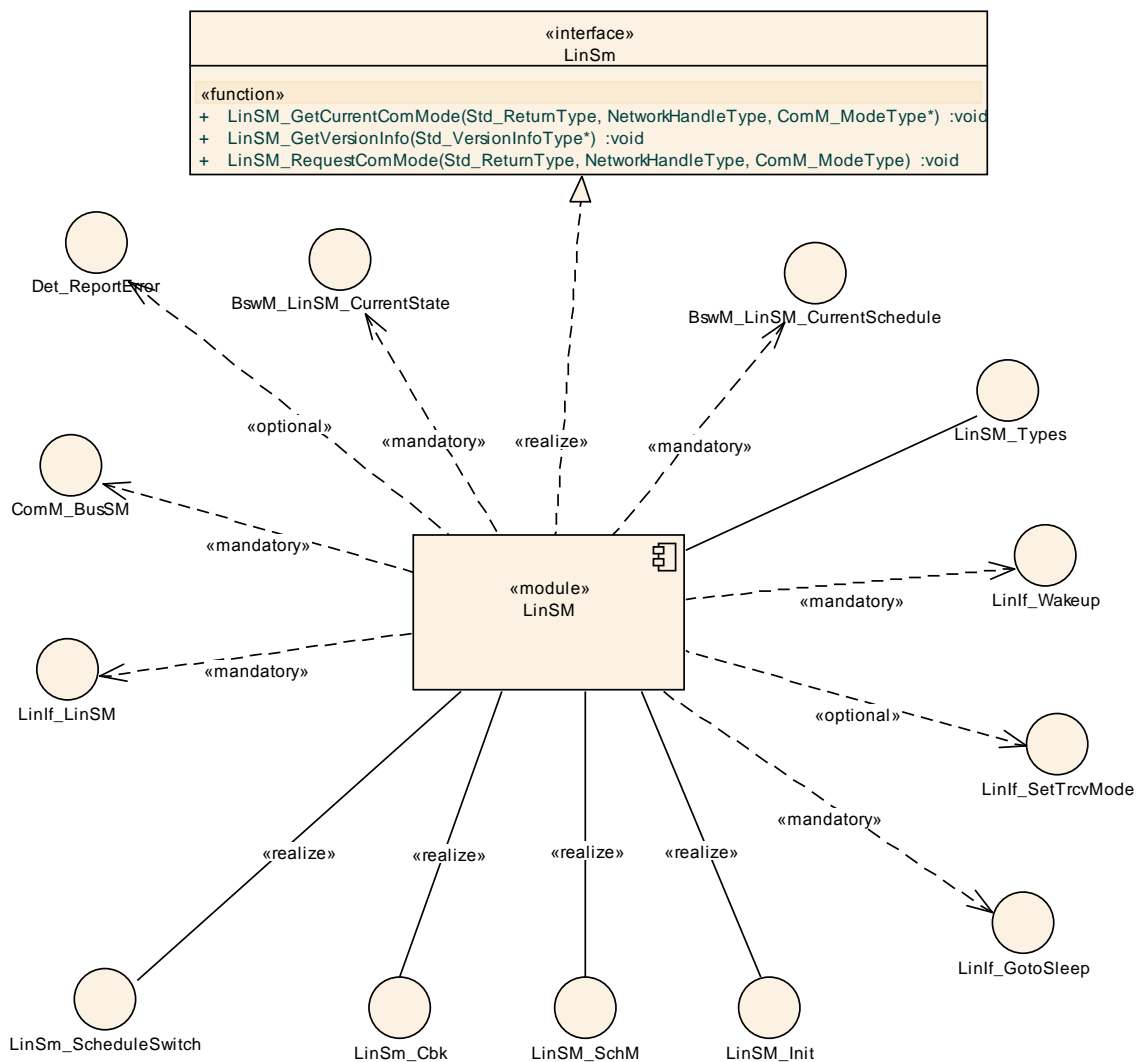 «interface»
LinSm
«function»
+ LinSM_GetCurrentComMode(Std_ReturnType, NetworkHandleType, ComM_ModeType*) :void
+ LinSM_GetVersionInfo(Std_VersionInfoType*) :void
+ LinSM_RequestComMode(Std_ReturnType, NetworkHandleType, ComM_ModeType) :void
Det_ReportError
BswM_LinSM_CurrentState
BswM_LinSM_CurrentSchedule
«optional»
«mandatory»
«realize»
«mandatory»
LinSM_Types
ComM_BusSM
«mandatory»
«module»
LinSM
«mandatory»
LinIf_Wakeup
«mandatory»
LinIf_LinSM
«optional»
LinIf_SetTrcvMode
«mandatory»
«realize»
«realize»
«realize»
«realize»
LinIf_GotoSleep
LinSm_ScheduleSwitch
LinSm_Cbk
LinSM_SchM
LinSM_Init